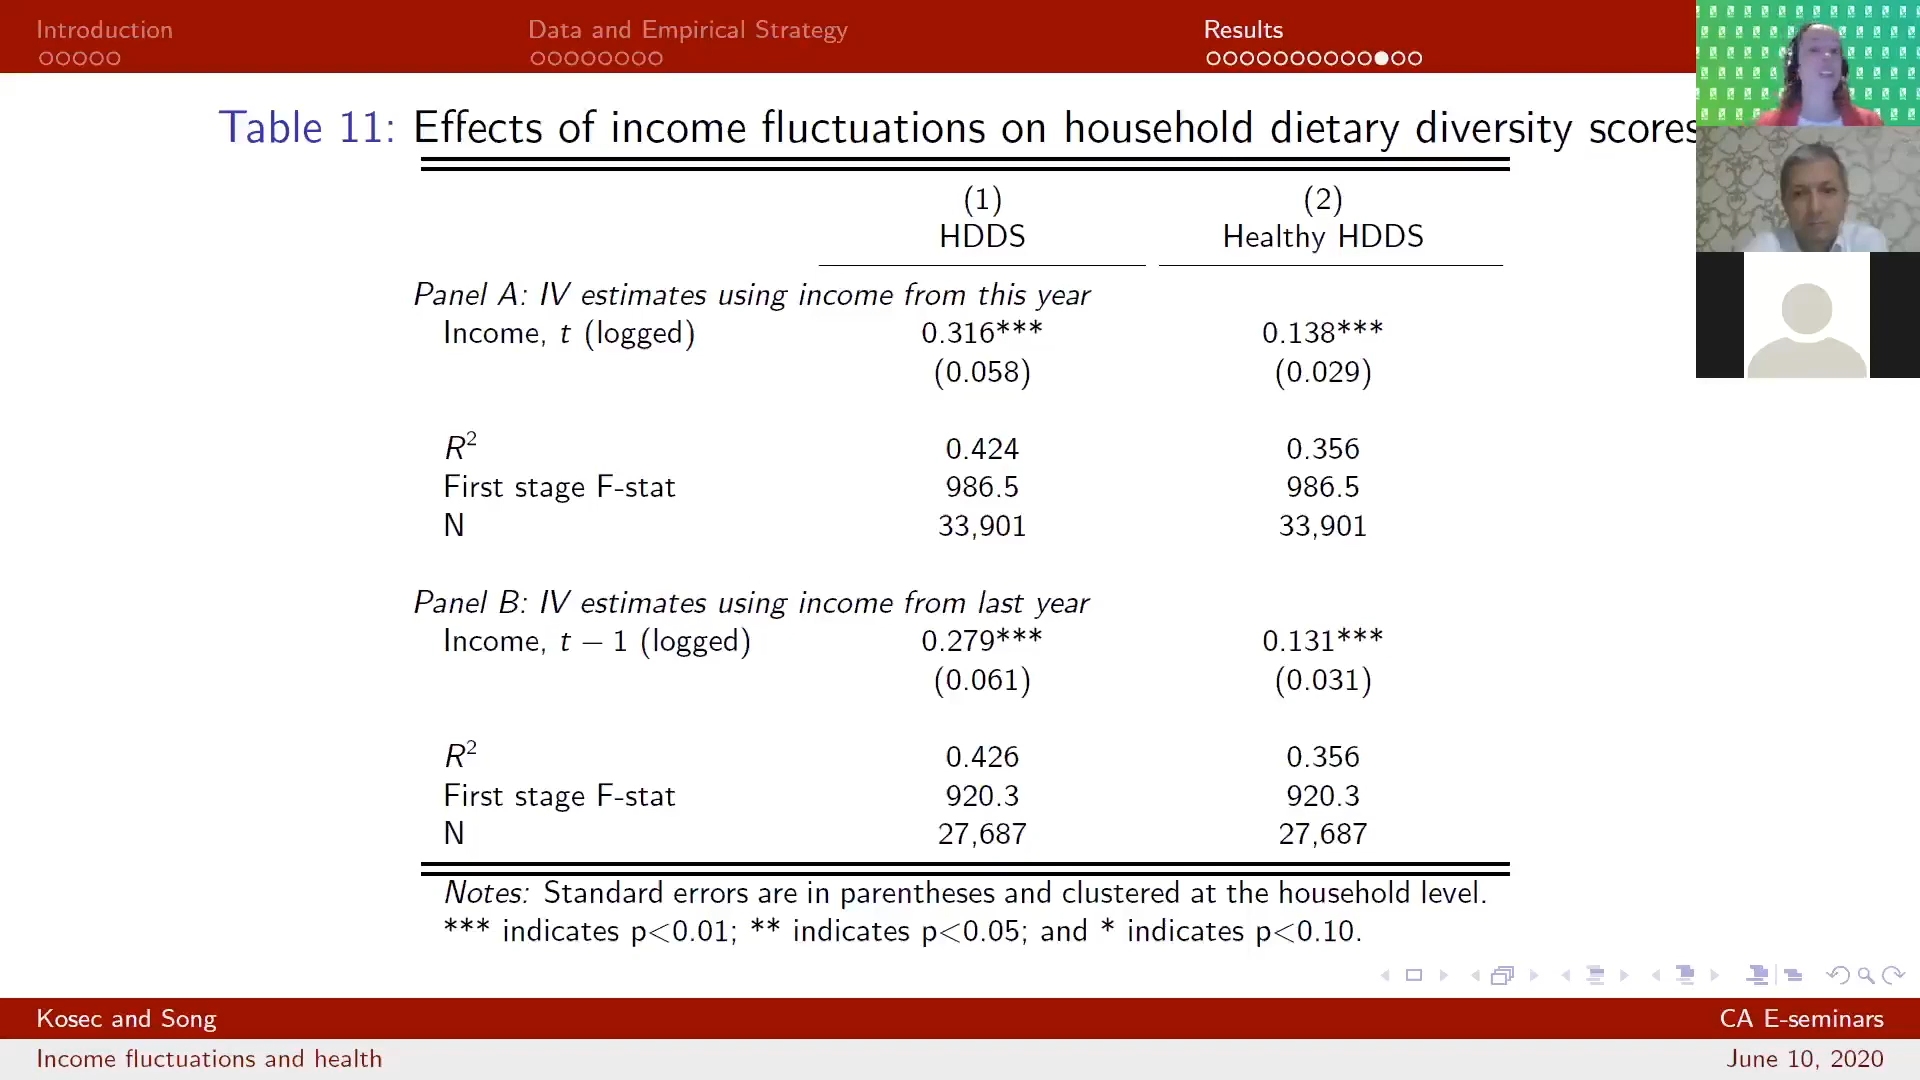 Introduction
Data and Empirical Strategy
Results
Table 11: Effects of income fluctuations on household dietary diversity scores
(1) (2)
HDDS Healthy HDDS
Panel A: IV estimates using income from this year
Income, t (logged) 0.316*** 0.138***
(0.058) (0.029)
R² 0.424 0.356
First stage F-stat 986.5 986.5
N 33,901 33,901
Panel B: IV estimates using income from last year
Income, t − 1 (logged) 0.279*** 0.131***
(0.061) (0.031)
R² 0.426 0.356
First stage F-stat 920.3 920.3
N 27,687 27,687
Notes: Standard errors are in parentheses and clustered at the household level.
*** indicates p<0.01; ** indicates p<0.05; and * indicates p<0.10.
Kosec and Song CA E-seminars
Income fluctuations and health June 10, 2020